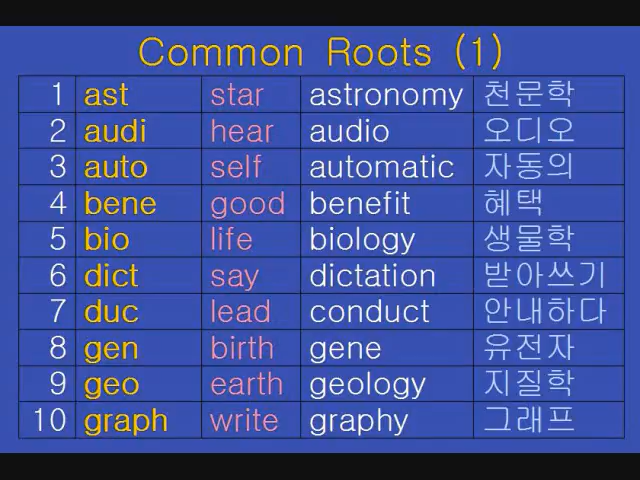 Common Roots (1)
1 ast star astronomy 천문학
2 audi hear audio 오디오
3 auto self automatic 자동의
4 bene good benefit 혜택
5 bio life biology 생물학
6 dict say dictation 받아쓰기
7 duc lead conduct 안내하다
8 gen birth gene 유전자
9 geo earth geology 지질학
10 graph write graphy 그래프